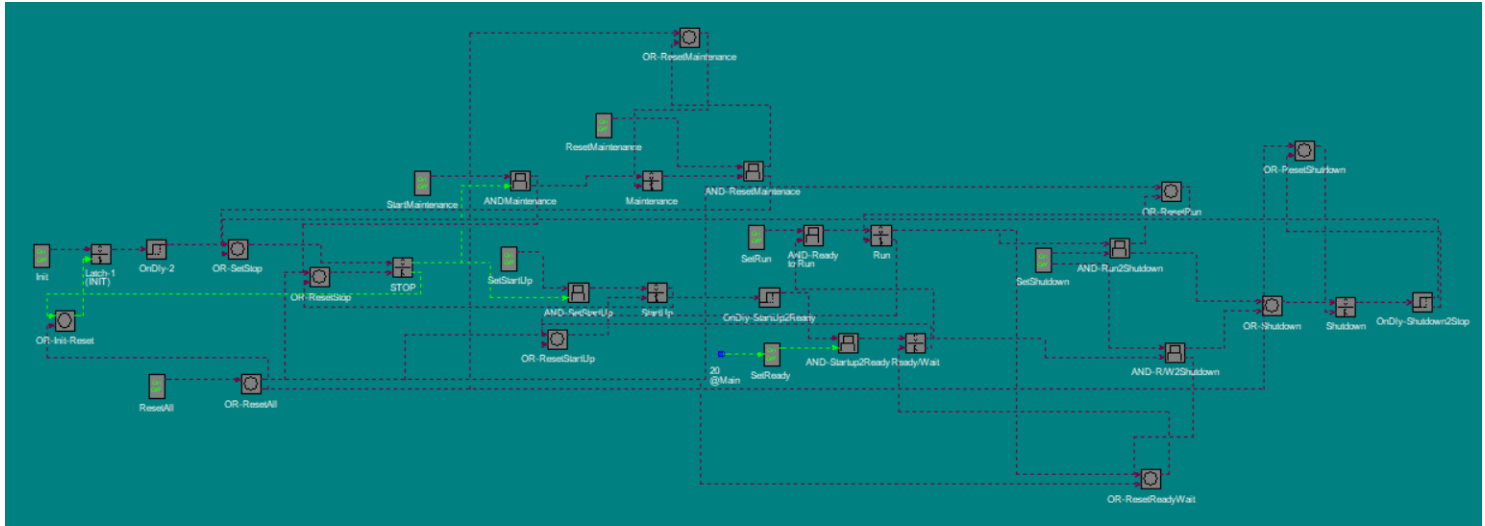 OR-ResetMaintenance
ResetMaintenance
OR-ResetShutdown
StartMaintenance
ANDMaintenance
Maintenance
AND-ResetMaintenace
OR-ResetRun
Init
Latch-1
(INIT)
OnDly-2
OR-SetStop
OR-ResetStop
STOP
SetStartUp
SetRun
AND-Ready
to Run
Run
SetShutdown
AND-Run2Shutdown
AND-SetStartUp
StartUp
OnDly-StartUp2Ready
OR-Shutdown
Shutdown
OnDly-Shutdown2Stop
OR-Init-Reset
OR-ResetStartUp
20
@Main
SetReady
AND-Startup2Ready
Ready/Wait
AND-R/W2Shutdown
ResetAll
OR-ResetAll
OR-ResetReadyWait